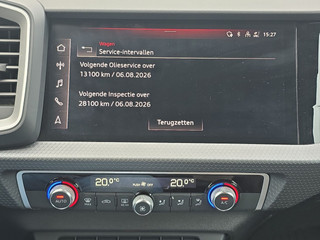 15:27
Wagen
Service-intervallen
Volgende Olieservice over
13100 km / 06.08.2026
Volgende Inspectie over
28100 km / 06.08.2026
Terugzetten
20.0°C
20.0°C
OFF
AUTO
A/C